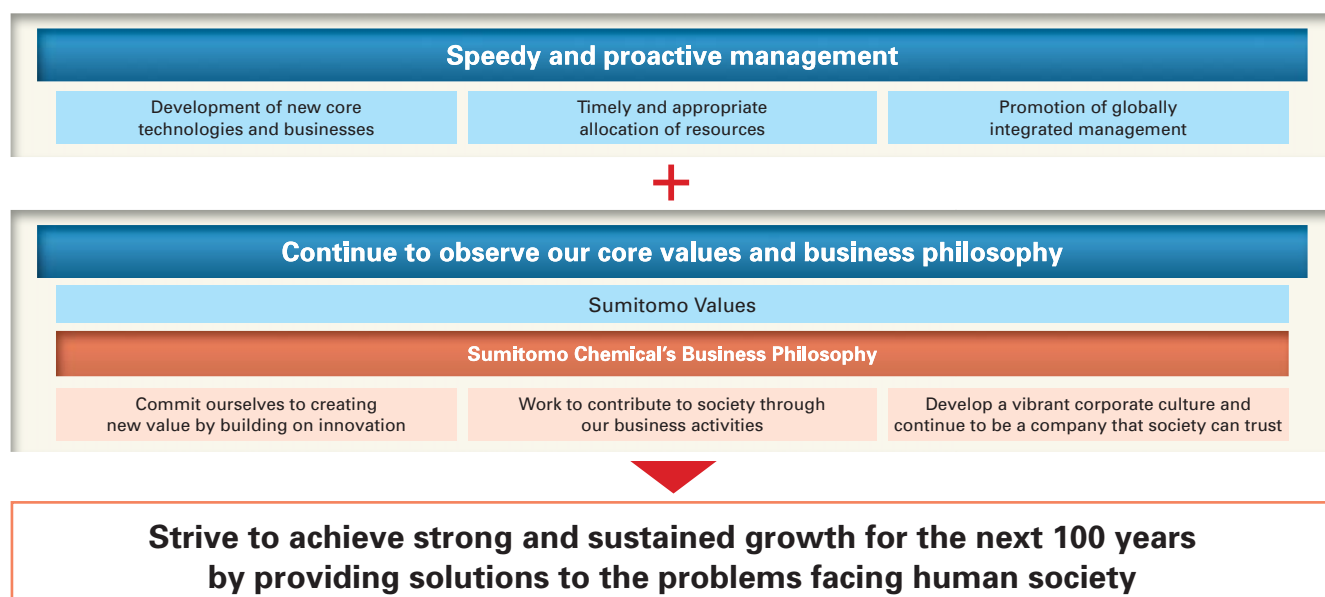 Speedy and proactive management
Development of new core
technologies and businesses
Timely and appropriate
allocation of resources
Promotion of globally
integrated management
+
Continue to observe our core values and business philosophy
Sumitomo Values
Sumitomo Chemical's Business Philosophy
Commit ourselves to creating
new value by building on innovation
Work to contribute to society through
our business activities
Develop a vibrant corporate culture and
continue to be a company that society can trust
Strive to achieve strong and sustained growth for the next 100 years
by providing solutions to the problems facing human society